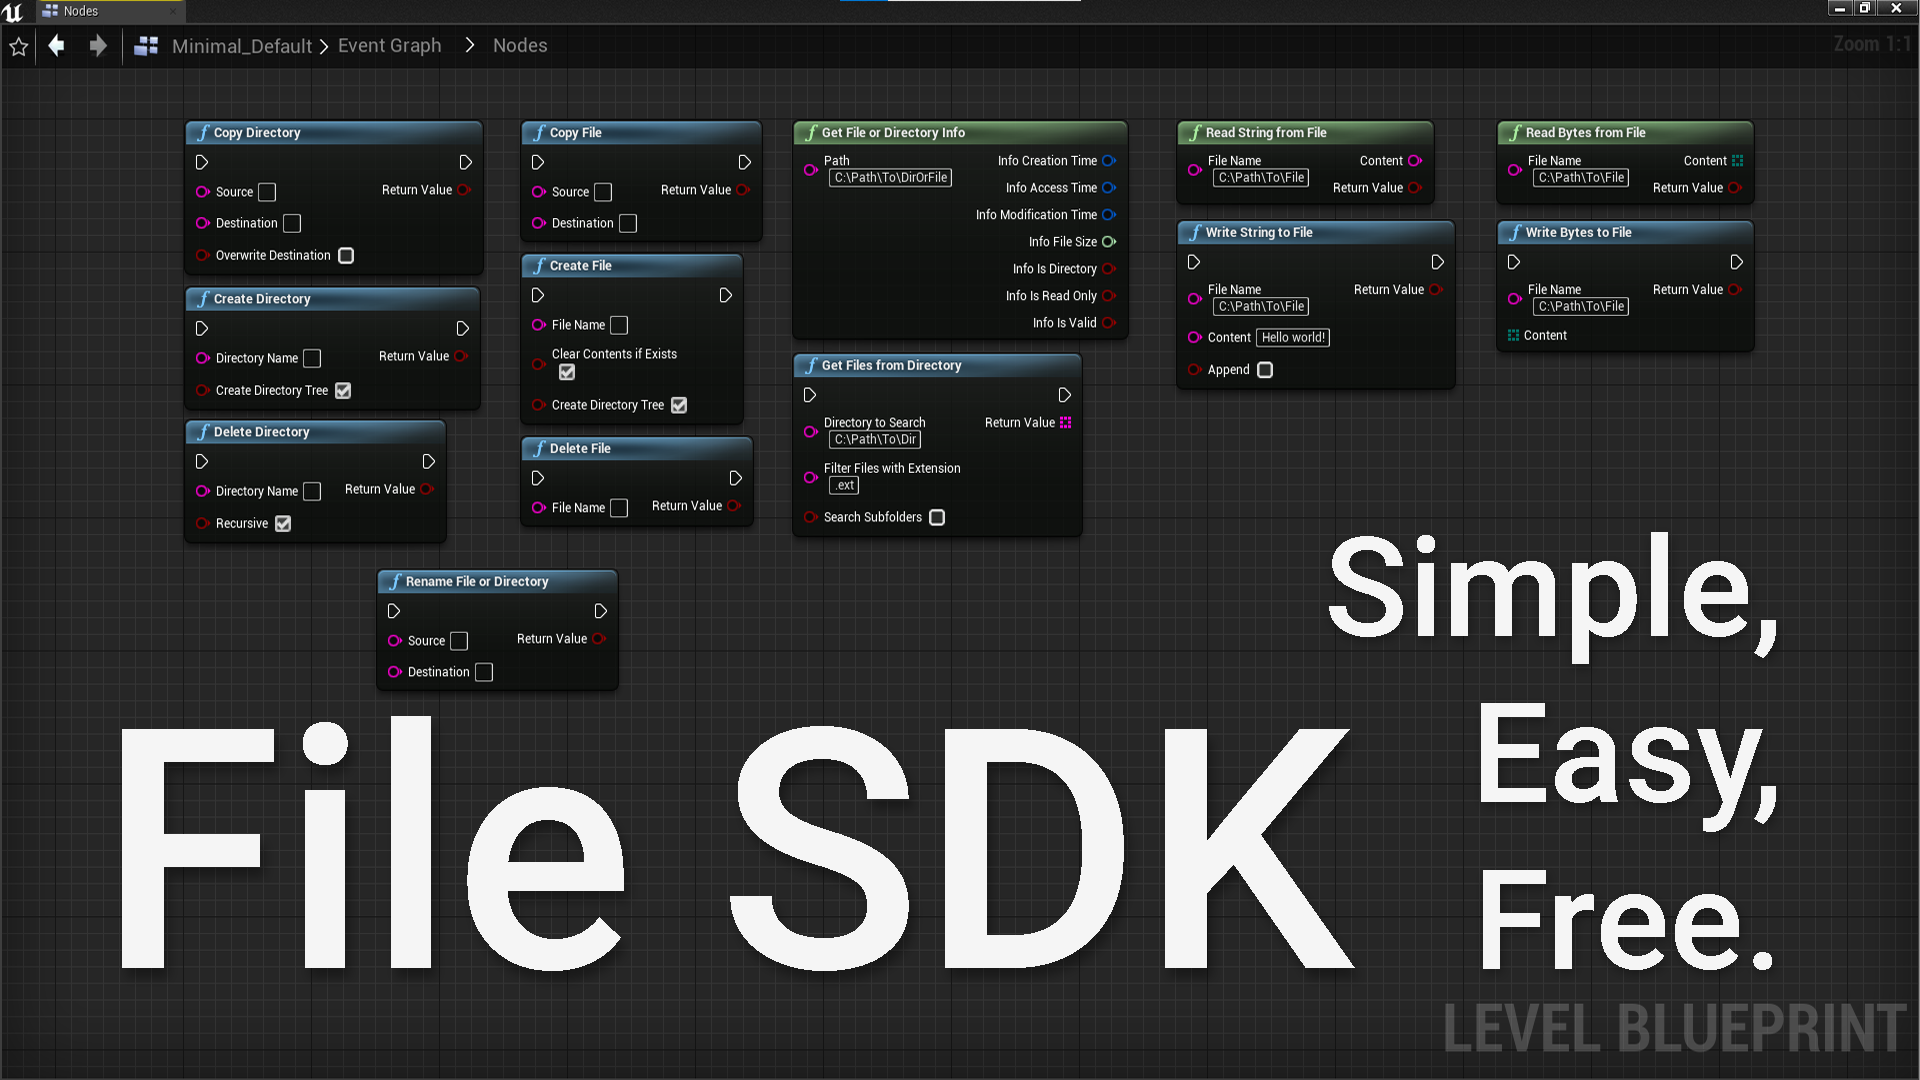 Nodes
Minimal_Default > Event Graph > Nodes
Zoom 1:1
f Copy Directory
Source
Return Value
Destination
Overwrite Destination
f Create Directory
Directory Name
Return Value
Create Directory Tree
f Delete Directory
Directory Name
Return Value
Recursive
f Copy File
Source
Return Value
Destination
f Create File
File Name
Clear Contents if Exists
Create Directory Tree
f Delete File
File Name
Return Value
f Rename File or Directory
Source
Return Value
Destination
f Get File or Directory Info
Path
C:\Path\To\DirOrFile
Info Creation Time
Info Access Time
Info Modification Time
Info File Size
Info Is Directory
Info Is Read Only
Info Is Valid
f Get Files from Directory
Directory to Search
C:\Path\To\Dir
Return Value
Filter Files with Extension
.ext
Search Subfolders
f Read String from File
File Name
C:\Path\To\File
Content
Return Value
f Write String to File
File Name
C:\Path\To\File
Return Value
Content Hello world!
Append
f Read Bytes from File
File Name
C:\Path\To\File
Content
Return Value
f Write Bytes to File
File Name
C:\Path\To\File
Return Value
Content
File SDK
Simple,
Easy,
Free.
LEVEL BLUEPRINT